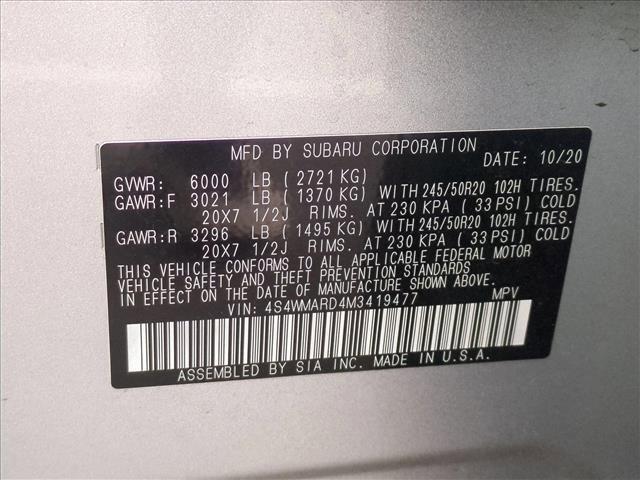 MFD BY SUBARU CORPORATION DATE: 10/20
GVWR: 6000 LB ( 2721 KG)
GAWR:F 3021 LB ( 1370 KG) WITH 245/50R20 102H TIRES.
20X7 1/2J RIMS. AT 230 KPA ( 33 PSI) COLD
GAWR:R 3296 LB ( 1495 KG) WITH 245/50R20 102H TIRES.
20X7 1/2J RIMS. AT 230 KPA ( 33 PSI) COLD
THIS VEHICLE CONFORMS TO ALL APPLICABLE FEDERAL MOTOR
VEHICLE SAFETY AND THEFT PREVENTION STANDARDS
IN EFFECT ON THE DATE OF MANUFACTURE SHOWN ABOVE.
VIN: 4S4WMARD4M3419477 MPV
ASSEMBLED BY SIA INC. MADE IN U.S.A.